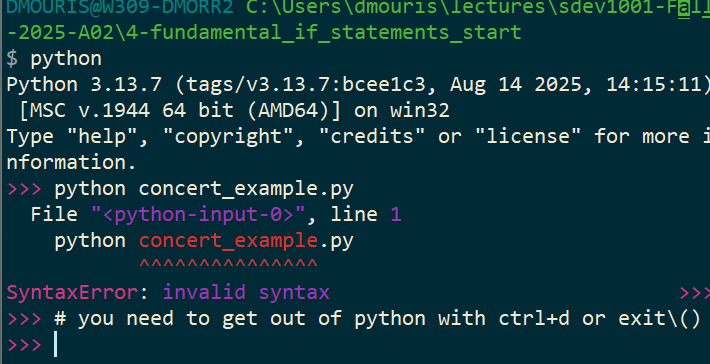 DMOURIS@W309-DMORR2 C:\Users\dmouris\lectures\sdev1001-Fall
-2025-A02\4-fundamental_if_statements_start
$ python
Python 3.13.7 (tags/v3.13.7:bcee1c3, Aug 14 2025, 14:15:11)
[MSC v.1944 64 bit (AMD64)] on win32
Type "help", "copyright", "credits" or "license" for more i
nformation.
>>> python concert_example.py
File "<python-input-0>", line 1
python concert_example.py
^^^^^^^^^^^^^^^
SyntaxError: invalid syntax >>>
>>> # you need to get out of python with ctrl+d or exit\()
>>>